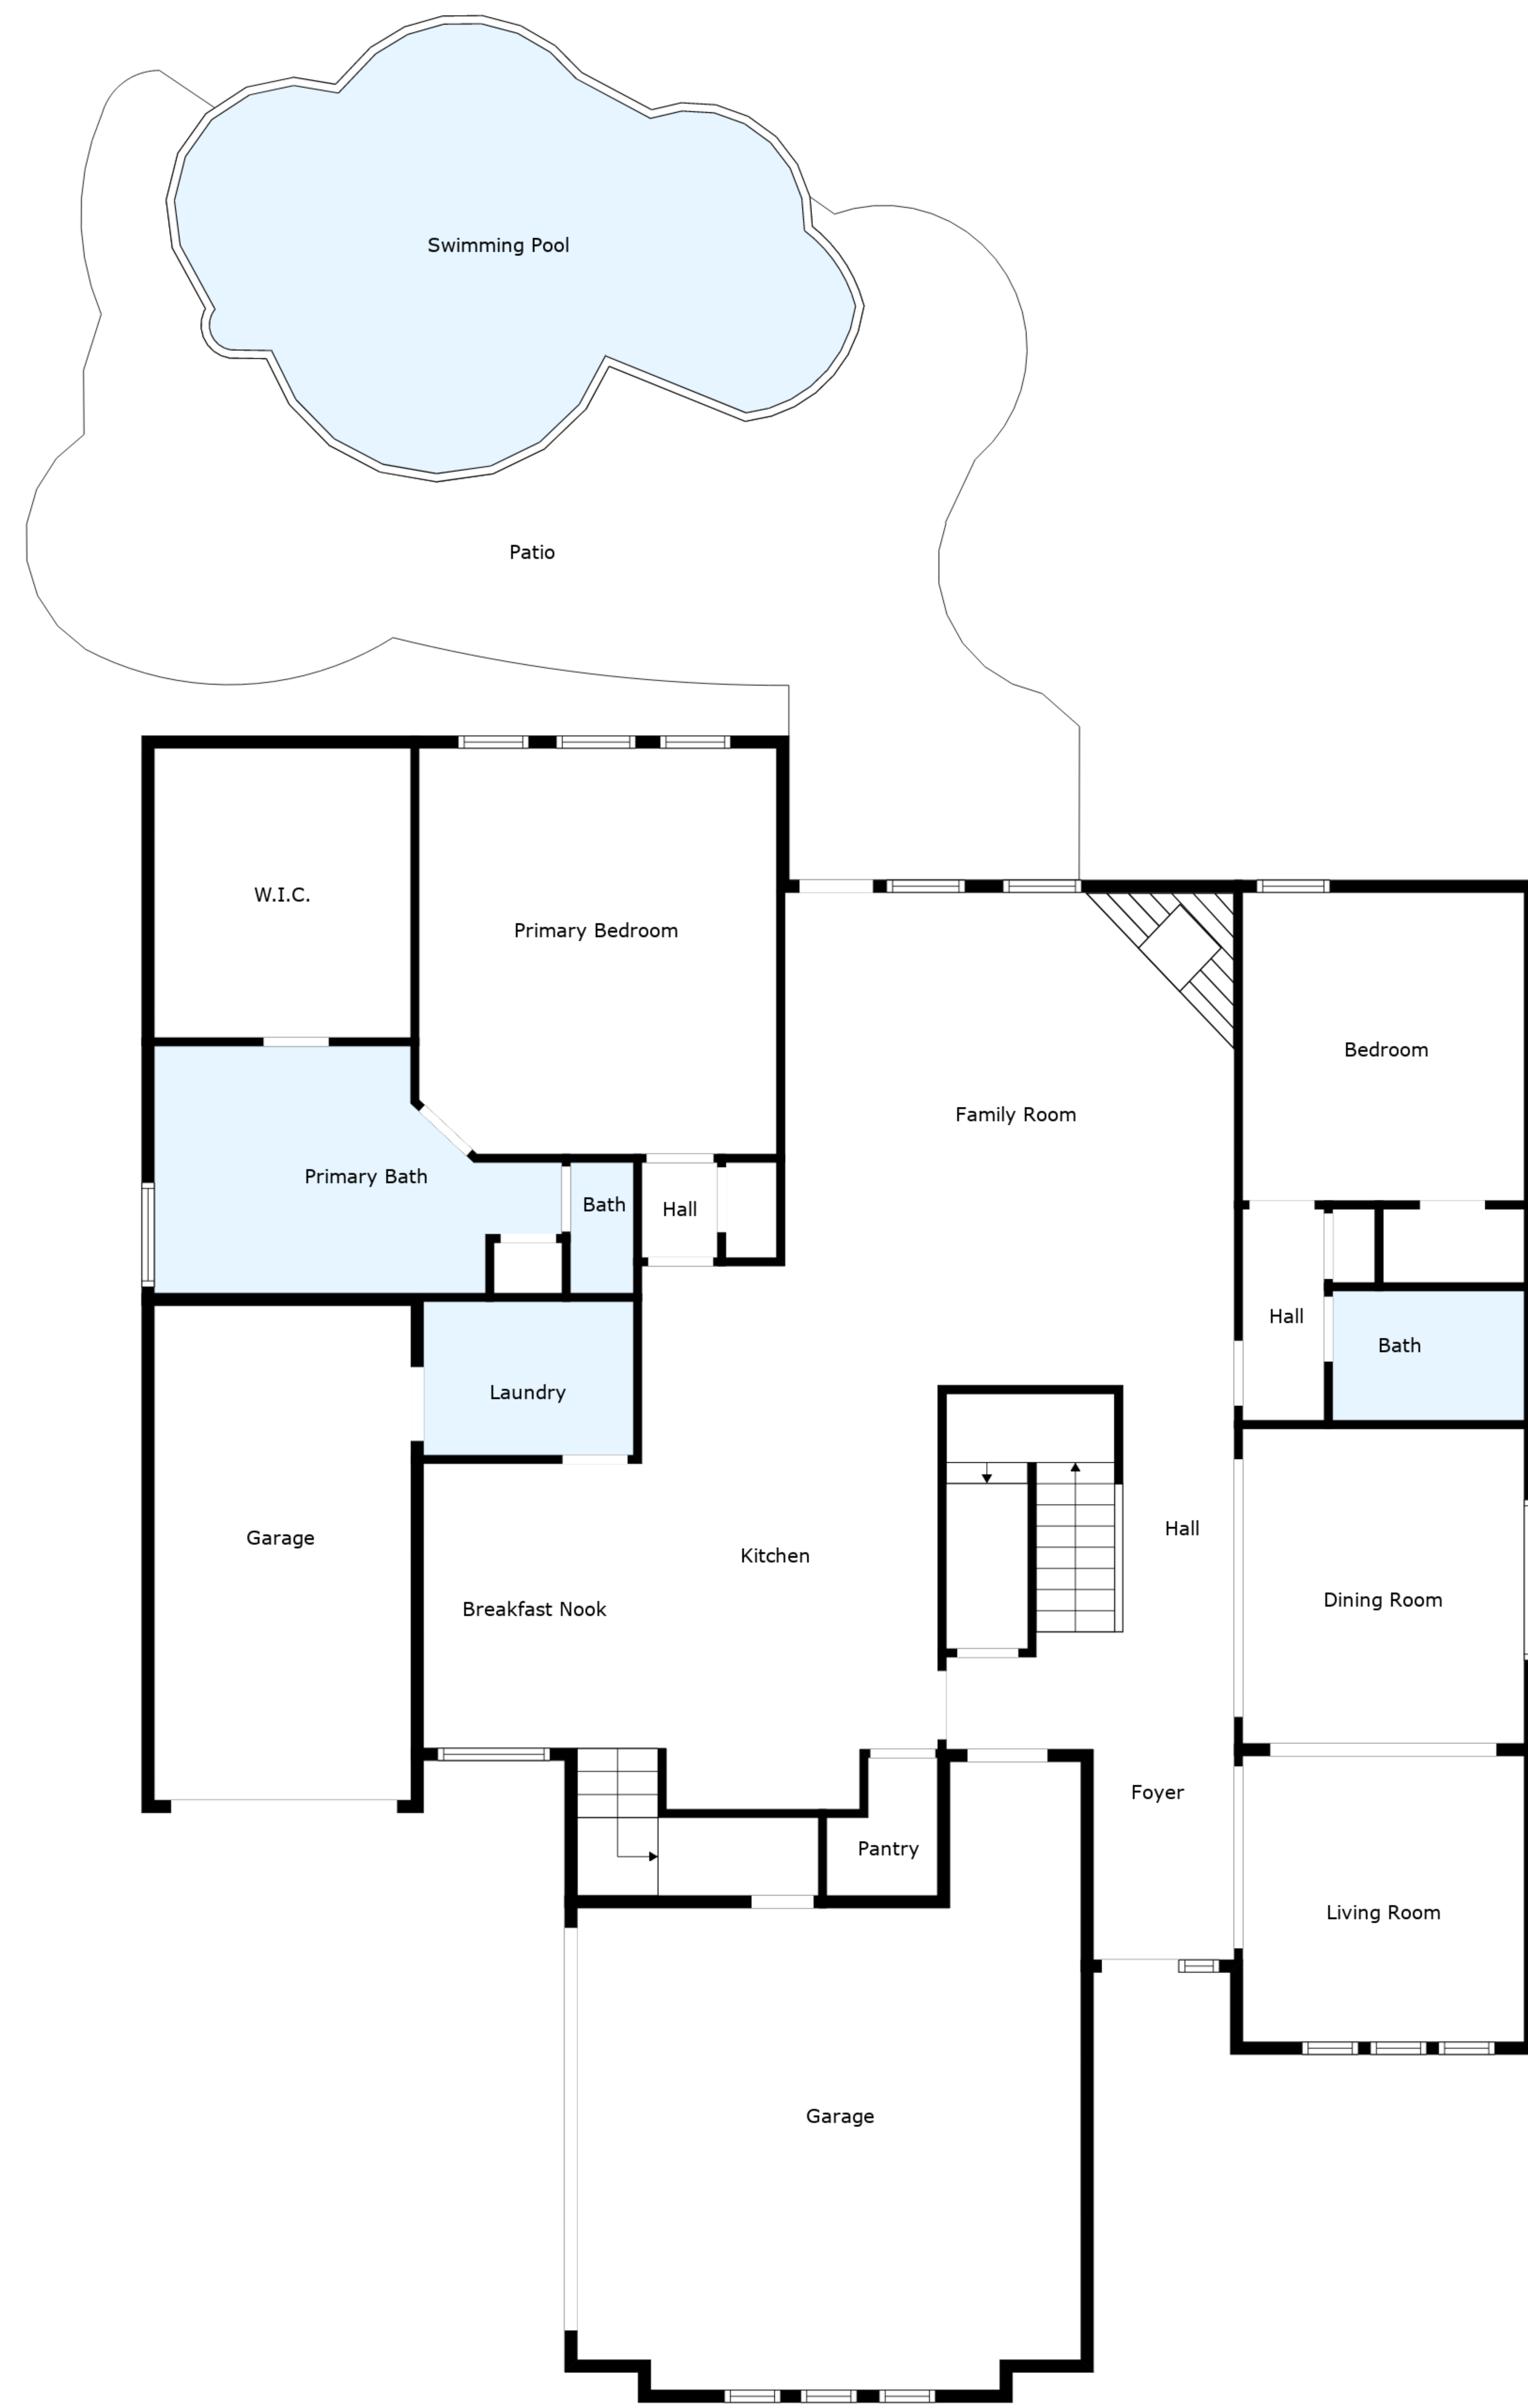 Swimming Pool
Patio
W.I.C.
Primary Bedroom
Bedroom
Family Room
Primary Bath
Bath
Hall
Hall
Bath
Laundry
Garage
Hall
Kitchen
Dining Room
Breakfast Nook
Foyer
Pantry
Living Room
Garage